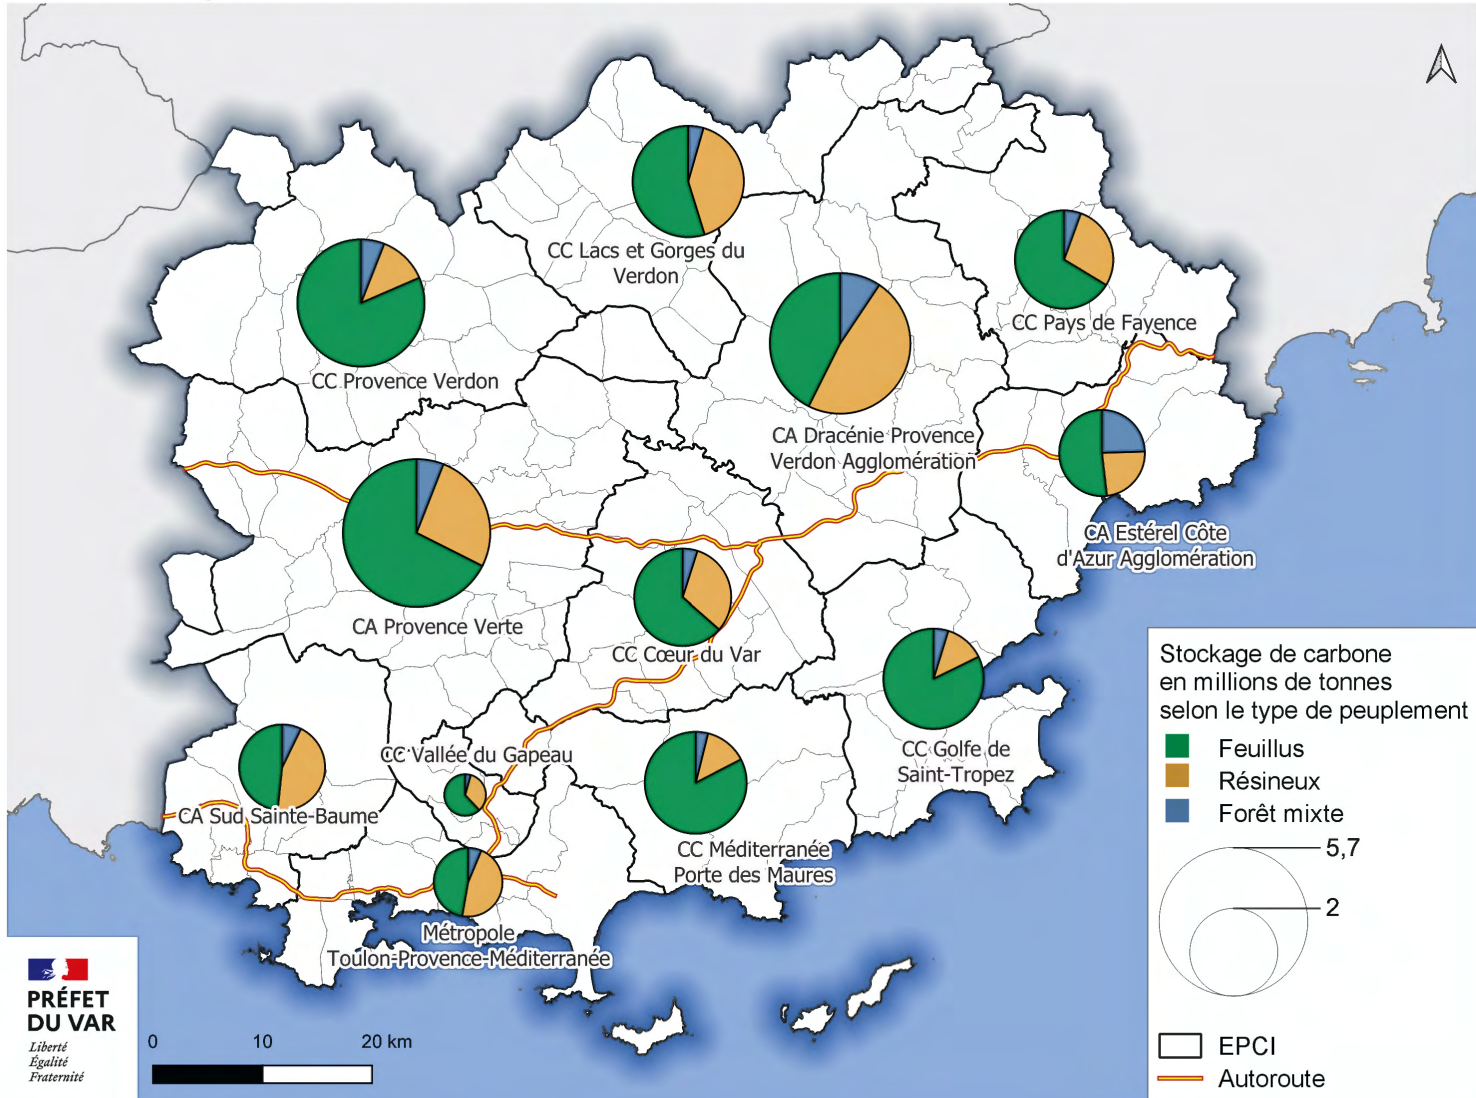 CC Lacs et Gorges du
Verdon
CC Pays de Fayence
CC Provence Verdon
CA Dracénie Provence
Verdon Agglomération
CA Estérel Côte
d'Azur Agglomération
CA Provence Verte
CC Cœur du Var
CC Golfe de
Saint-Tropez
CC Vallée du Gapeau
CA Sud Sainte-Baume
CC Méditerranée
Porte des Maures
Métropole
Toulon-Provence-Méditerranée
Stockage de carbone
en millions de tonnes
selon le type de peuplement
Feuillus
Résineux
Forêt mixte
5,7
2
EPCI
Autoroute
PRÉFET
DU VAR
Liberté
Égalité
Fraternité
0 10 20 km